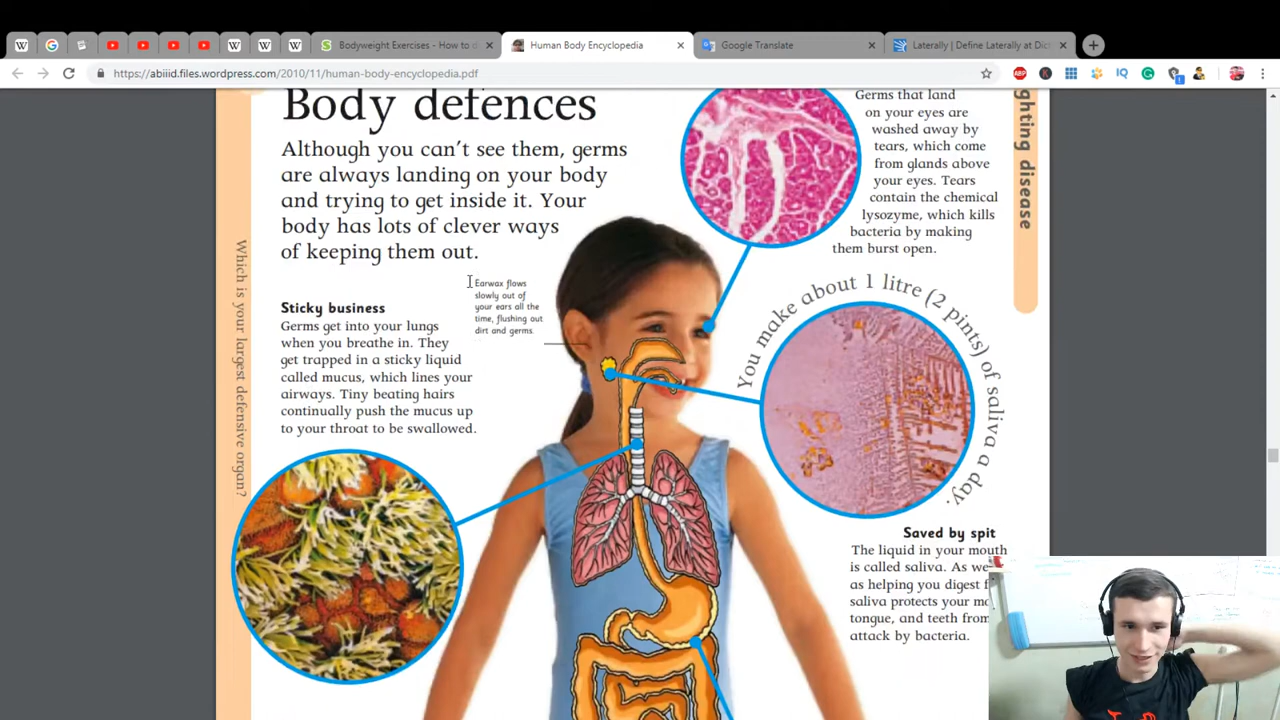 Bodyweight Exercises - How to d
Human Body Encyclopedia
Google Translate
Laterally | Define Laterally at Dict
https://abiiid.files.wordpress.com/2010/11/human-body-encyclopedia.pdf
Body defences
Although you can't see them, germs
are always landing on your body
and trying to get inside it. Your
body has lots of clever ways
of keeping them out.
Which is your largest defensive organ?
Sticky business
Germs get into your lungs
when you breathe in. They
get trapped in a sticky liquid
called mucus, which lines your
airways. Tiny beating hairs
continually push the mucus up
to your throat to be swallowed.
Earwax flows
slowly out of
your ears all the
time, flushing out
dirt and germs.
Germs that land
on your eyes are
washed away by
tears, which come
from glands above
your eyes. Tears
contain the chemical
lysozyme, which kills
bacteria by making
them burst open.
ghting disease
You make about 1 litre (2 pints) of saliva a day.
Saved by spit
The liquid in your mouth
is called saliva. As we
as helping you digest f
saliva protects your mo
tongue, and teeth from
attack by bacteria.